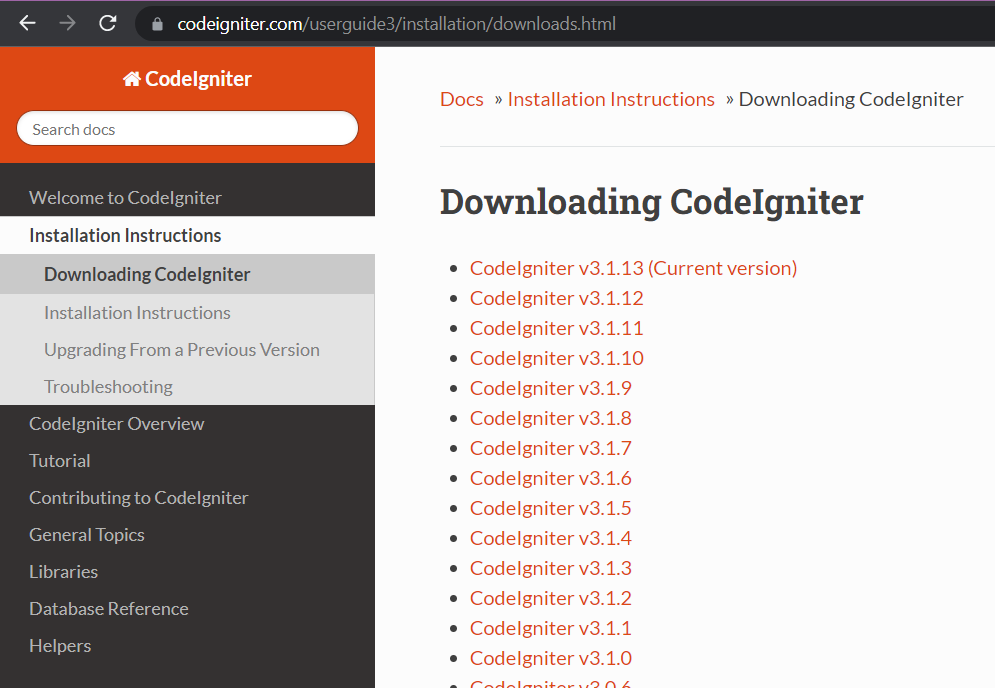 codeigniter.com/userguide3/installation/downloads.html
CodeIgniter
Search docs
Welcome to CodeIgniter
Installation Instructions
Downloading CodeIgniter
Installation Instructions
Upgrading From a Previous Version
Troubleshooting
CodeIgniter Overview
Tutorial
Contributing to CodeIgniter
General Topics
Libraries
Database Reference
Helpers
Docs » Installation Instructions » Downloading CodeIgniter
Downloading CodeIgniter
CodeIgniter v3.1.13 (Current version)
CodeIgniter v3.1.12
CodeIgniter v3.1.11
CodeIgniter v3.1.10
CodeIgniter v3.1.9
CodeIgniter v3.1.8
CodeIgniter v3.1.7
CodeIgniter v3.1.6
CodeIgniter v3.1.5
CodeIgniter v3.1.4
CodeIgniter v3.1.3
CodeIgniter v3.1.2
CodeIgniter v3.1.1
CodeIgniter v3.1.0
CodeIgniter v3.0.6